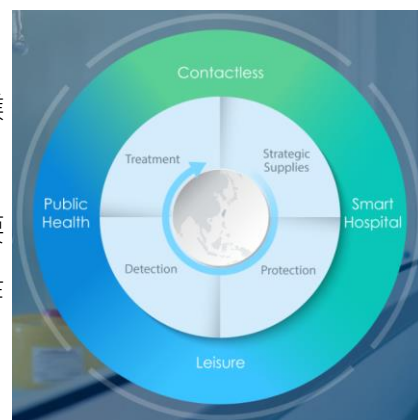 Contactless
Treatment
Strategic
Supplies
Public
Health
Smart
Hospital
Detection
Protection
Leisure